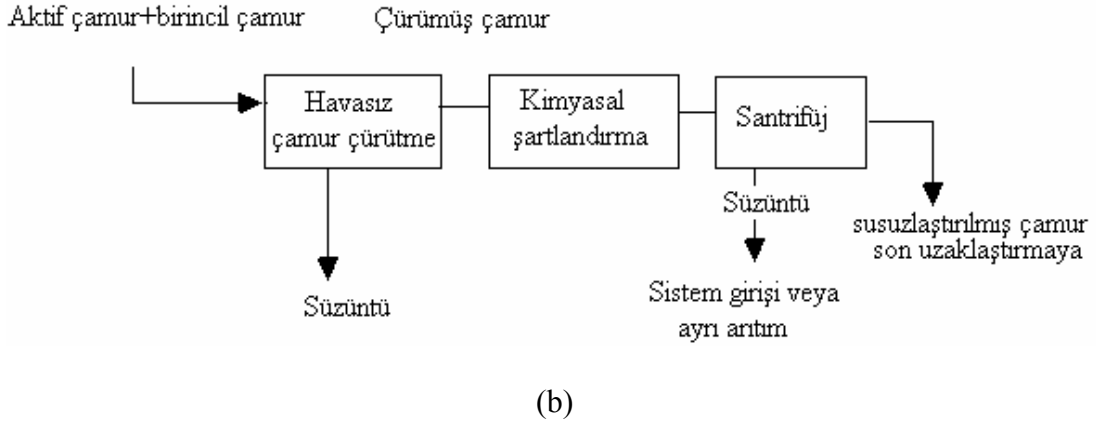 Aktif çamur+birincil çamur
Çürümüş çamur
Havasız
çamur çürütme
Kimyasal
şartlandırma
Santrifüj
Süzüntü
Süzüntü
susuzlaştırılmış çamur
son uzaklaştırmaya
Sistem girişi veya
ayrı arıtım
(b)